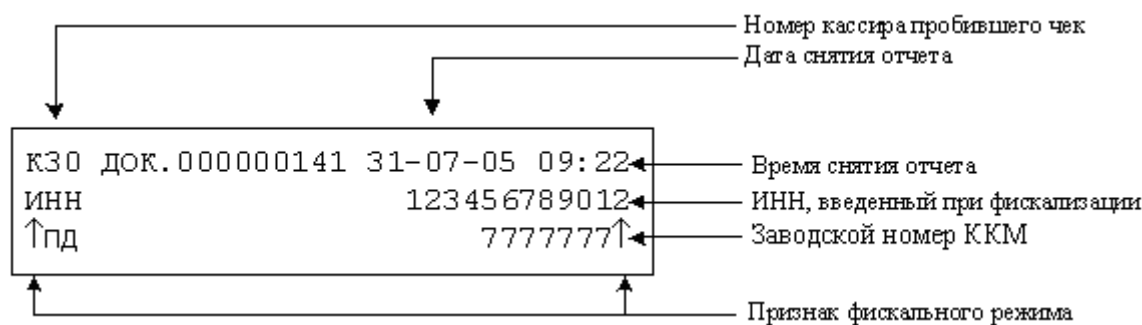 Номер кассира пробившего чек
Дата снятия отчета
К30 ДОК.000000141 31-07-05 09:22
Время снятия отчета
ИНН 123456789012
ИНН, введенный при фискализации
↑ПД 7777777↑
Заводской номер ККМ
Признак фискального режима